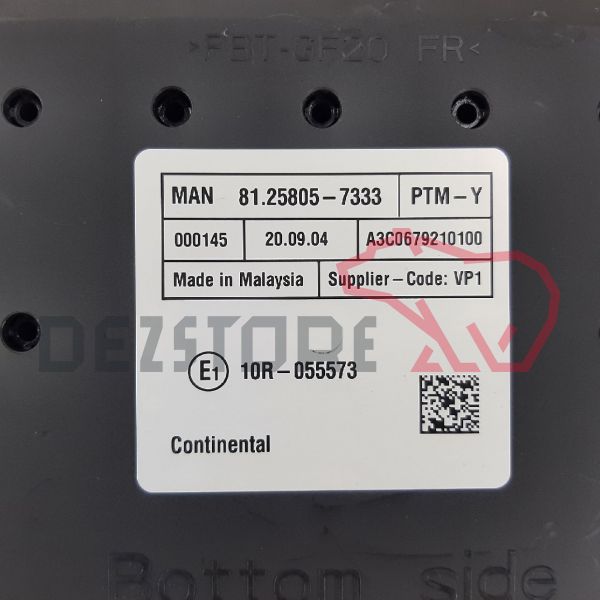 >PBT-GF20 FR<
MAN 81.25805-7333 PTM-Y
000145 20.09.04 A3C0679210100
Made in Malaysia Supplier-Code: VP1
DEZSTORE
E1 10R-055573
Continental
Bottom side